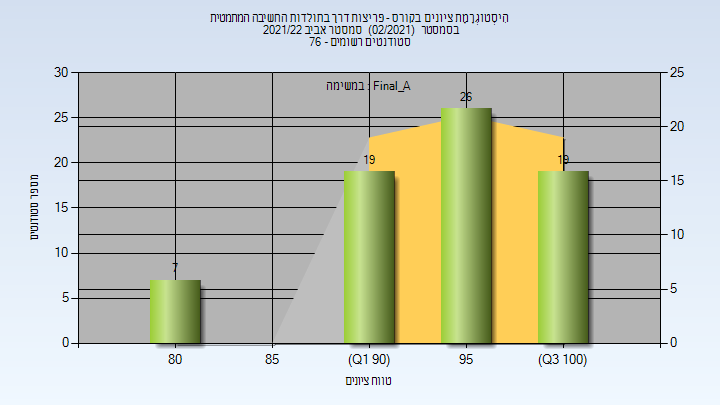 הִיסְטוֹגְרָמַת ציונים בקורס - פריצות דרך בתולדות החשיבה המתמטית
בסמסטר (02/2021) סמסטר אביב 2021/22
סטודנטים רשומים - 76
במשימה : Final_A
30
25
20
15
10
5
0
25
20
15
10
5
0
7
19
26
19
מספר סטודנטים
80
85
(Q1 90)
95
(Q3 100)
טווח ציונים